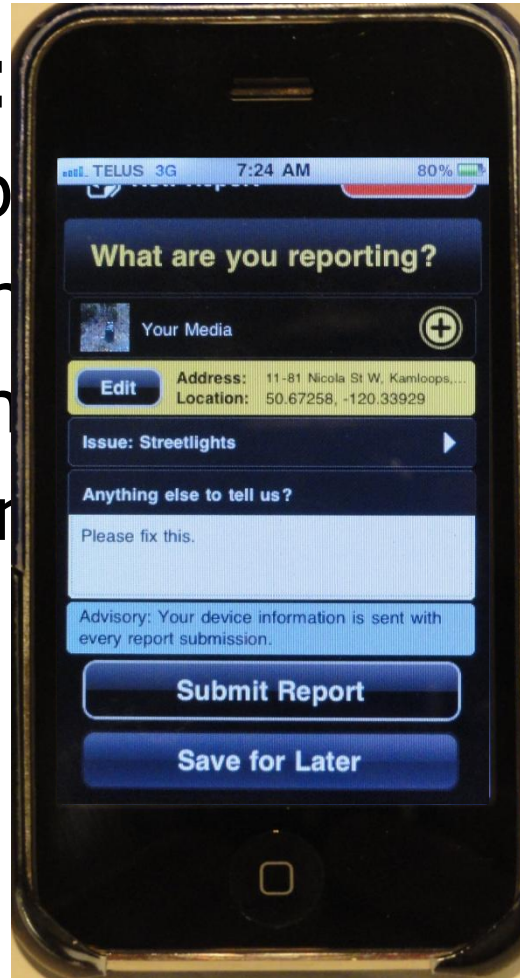 TELUS 3G 7:24 AM 80%
New Report
What are you reporting?
Your Media
Edit
Address: 11-81 Nicola St W, Kamloops,...
Location: 50.67258, -120.33929
Issue: Streetlights
Anything else to tell us?
Please fix this.
Advisory: Your device information is sent with
every report submission.
Submit Report
Save for Later